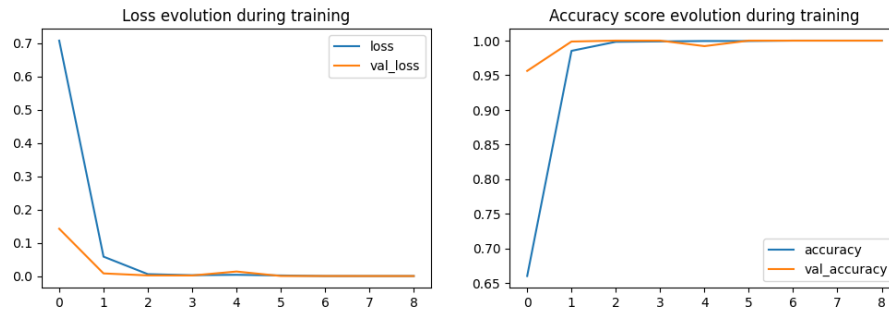 Loss evolution during training
0.7
0.6
0.5
0.4
0.3
0.2
0.1
0.0
0 1 2 3 4 5 6 7 8
loss
val_loss
Accuracy score evolution during training
1.00
0.95
0.90
0.85
0.80
0.75
0.70
0.65
0 1 2 3 4 5 6 7 8
accuracy
val_accuracy